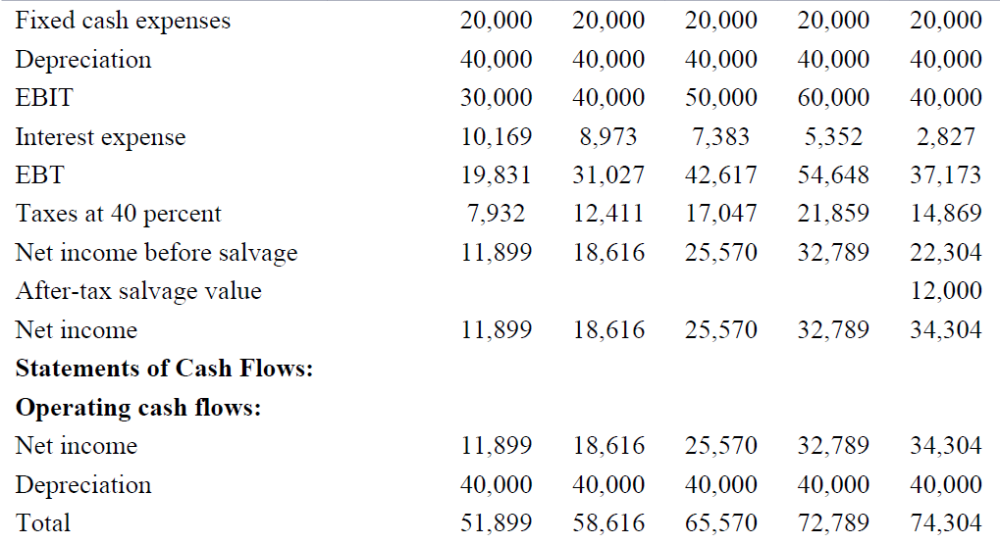 Fixed cash expenses 20,000 20,000 20,000 20,000 20,000
Depreciation 40,000 40,000 40,000 40,000 40,000
EBIT 30,000 40,000 50,000 60,000 40,000
Interest expense 10,169 8,973 7,383 5,352 2,827
EBT 19,831 31,027 42,617 54,648 37,173
Taxes at 40 percent 7,932 12,411 17,047 21,859 14,869
Net income before salvage 11,899 18,616 25,570 32,789 22,304
After-tax salvage value 12,000
Net income 11,899 18,616 25,570 32,789 34,304
Statements of Cash Flows:
Operating cash flows:
Net income 11,899 18,616 25,570 32,789 34,304
Depreciation 40,000 40,000 40,000 40,000 40,000
Total 51,899 58,616 65,570 72,789 74,304